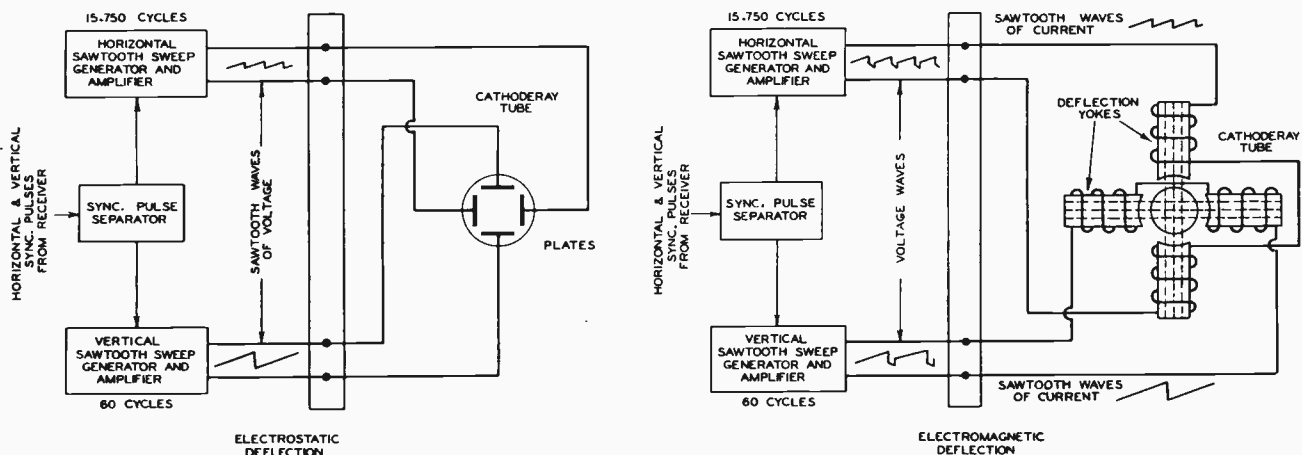 15.750 CYCLES
HORIZONTAL
SAWTOOTH SWEEP
GENERATOR AND
AMPLIFIER
HORIZONTAL & VERTICAL
SYNC. PULSES
FROM RECEIVER
SYNC. PULSE
SEPARATOR
SAWTOOTH WAVES
OF VOLTAGE
CATHODERAY
TUBE
PLATES
VERTICAL
SAWTOOTH SWEEP
GENERATOR AND
AMPLIFIER
60 CYCLES
ELECTROSTATIC
DEFLECTION
15.750 CYCLES
HORIZONTAL
SAWTOOTH SWEEP
GENERATOR AND
AMPLIFIER
SAWTOOTH WAVES
OF CURRENT
DEFLECTION
YOKES
CATHODERAY
TUBE
HORIZONTAL & VERTICAL
SYNC. PULSES
FROM RECEIVER
SYNC. PULSE
SEPARATOR
VOLTAGE WAVES
VERTICAL
SAWTOOTH SWEEP
GENERATOR AND
AMPLIFIER
60 CYCLES
SAWTOOTH WAVES
OF CURRENT
ELECTROMAGNETIC
DEFLECTION